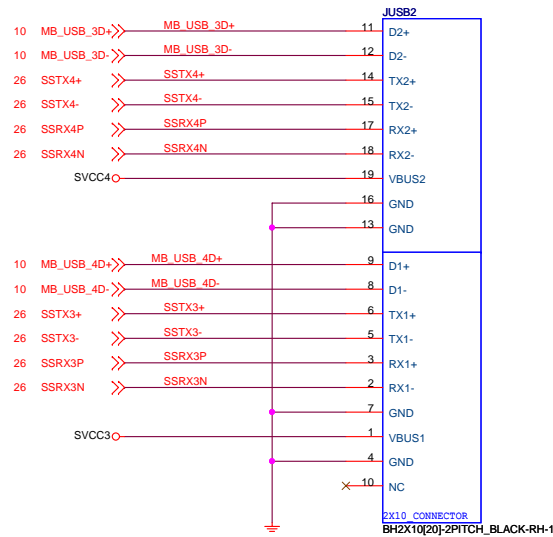 JUSB2
10 MB_USB_3D+ MB_USB_3D+ 11 D2+
10 MB_USB_3D- MB_USB_3D- 12 D2-
26 SSTX4+ SSTX4+ 14 TX2+
26 SSTX4- SSTX4- 15 TX2-
26 SSRX4P SSRX4P 17 RX2+
26 SSRX4N SSRX4N 18 RX2-
SVCC4 19 VBUS2
16 GND
13 GND
10 MB_USB_4D+ MB_USB_4D+ 9 D1+
10 MB_USB_4D- MB_USB_4D- 8 D1-
26 SSTX3+ SSTX3+ 6 TX1+
26 SSTX3- SSTX3- 5 TX1-
26 SSRX3P SSRX3P 3 RX1+
26 SSRX3N SSRX3N 2 RX1-
7 GND
SVCC3 1 VBUS1
4 GND
10 NC
2X10_CONNECTOR
BH2X10[20]-2PITCH_BLACK-RH-1